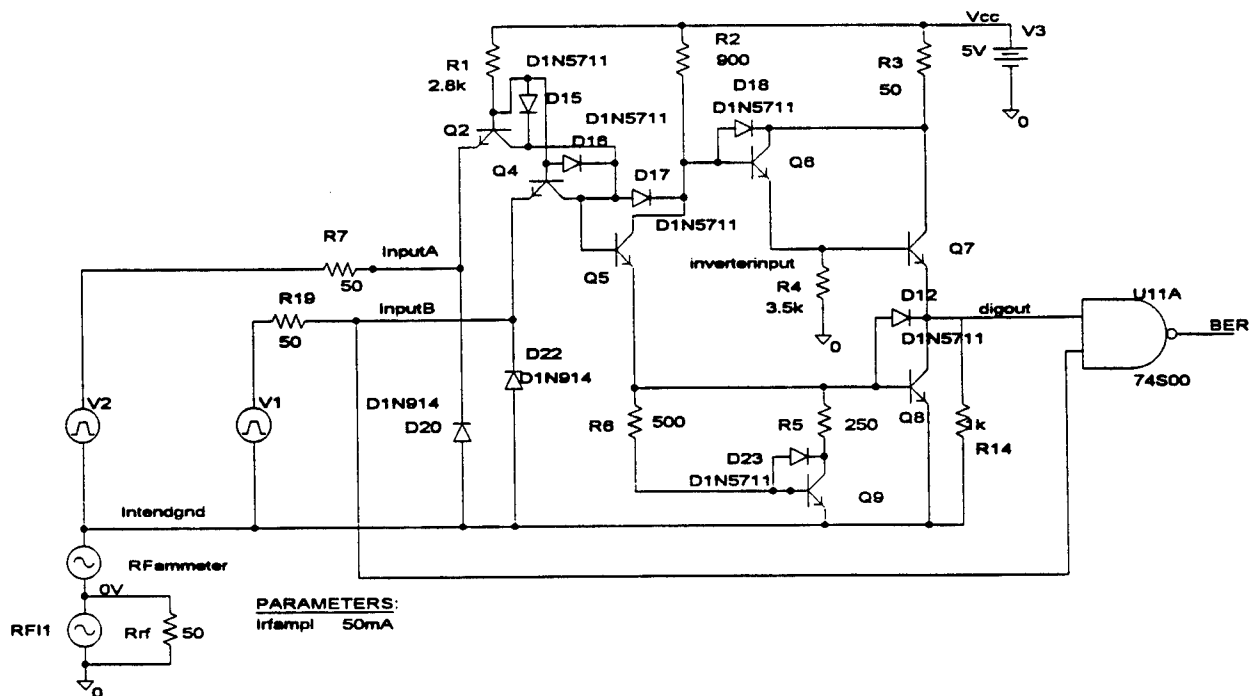 Vcc
V3
5V
0
R1
2.8k
D1N5711
D15
R2
900
D18
D1N5711
R3
50
D1N5711
D16
Q2
Q4
D17
D1N5711
Q6
Q5
Q7
R7
50
InputA
inverterinput
R4
3.5k
0
R19
50
InputB
D12
D1N5711
digout
U11A
BER
74S00
D22
D1N914
V2
V1
D1N914
D20
R6
500
R5
250
Q8
1k
R14
D23
D1N5711
Q9
Intendgnd
RFammeter
0V
RFI1
Rrf
50
0
PARAMETERS:
Irfampl 50mA